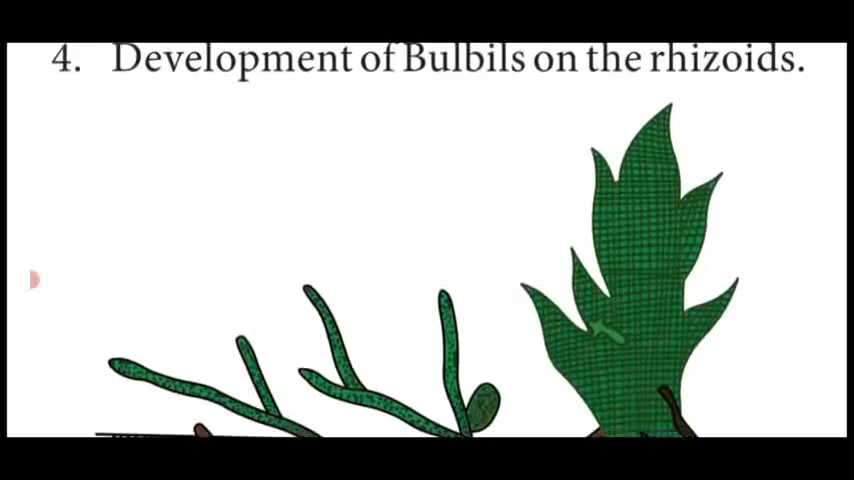 4. Development of Bulbils on the rhizoids.